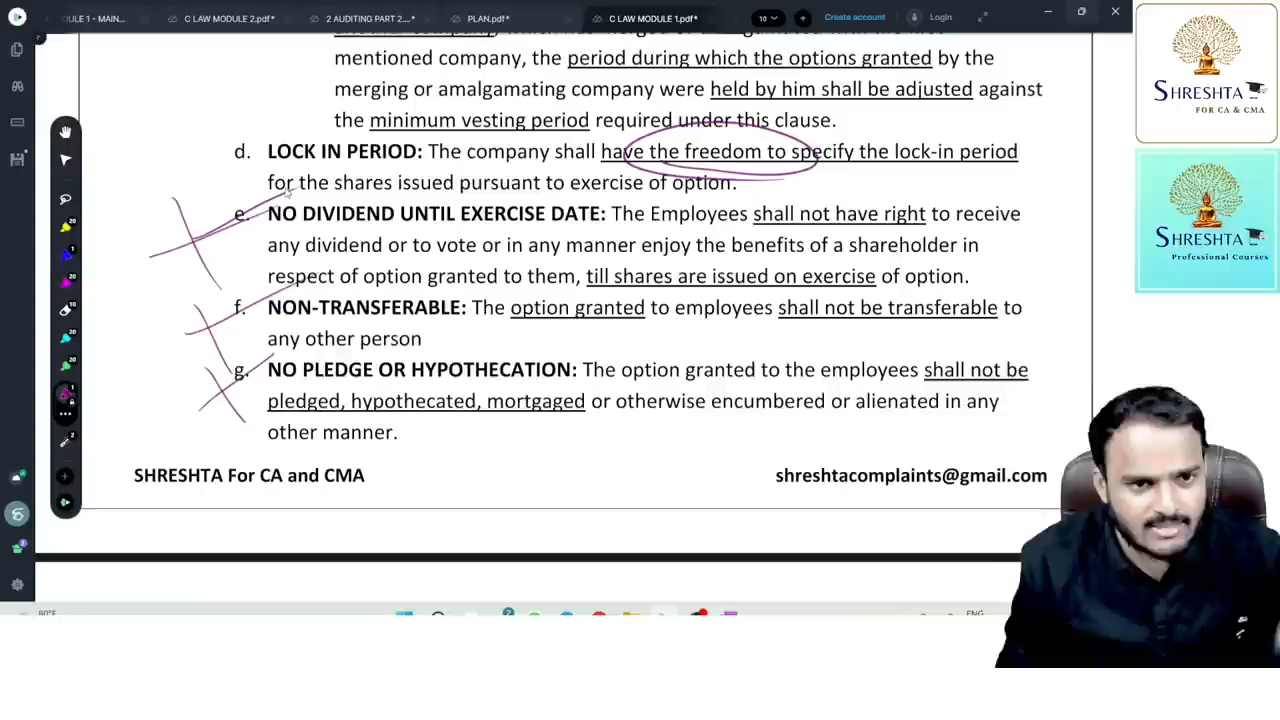 ODULE 1 - MAIN...
C LAW MODULE 2.pdf*
2 AUDITING PART 2....*
PLAN.pdf*
C LAW MODULE 1.pdf*
10
Create account
Login
mentioned company, the period during which the options granted by the
merging or amalgamating company were held by him shall be adjusted against
the minimum vesting period required under this clause.
d. LOCK IN PERIOD: The company shall have the freedom to specify the lock-in period
for the shares issued pursuant to exercise of option.
e. NO DIVIDEND UNTIL EXERCISE DATE: The Employees shall not have right to receive
any dividend or to vote or in any manner enjoy the benefits of a shareholder in
respect of option granted to them, till shares are issued on exercise of option.
f. NON-TRANSFERABLE: The option granted to employees shall not be transferable to
any other person
g. NO PLEDGE OR HYPOTHECATION: The option granted to the employees shall not be
pledged, hypothecated, mortgaged or otherwise encumbered or alienated in any
other manner.
SHRESHTA For CA and CMA
shreshtacomplaints@gmail.com
80°F
ENG
SHRESHTA
FOR CA & CMA
SHRESHTA
Professional Courses